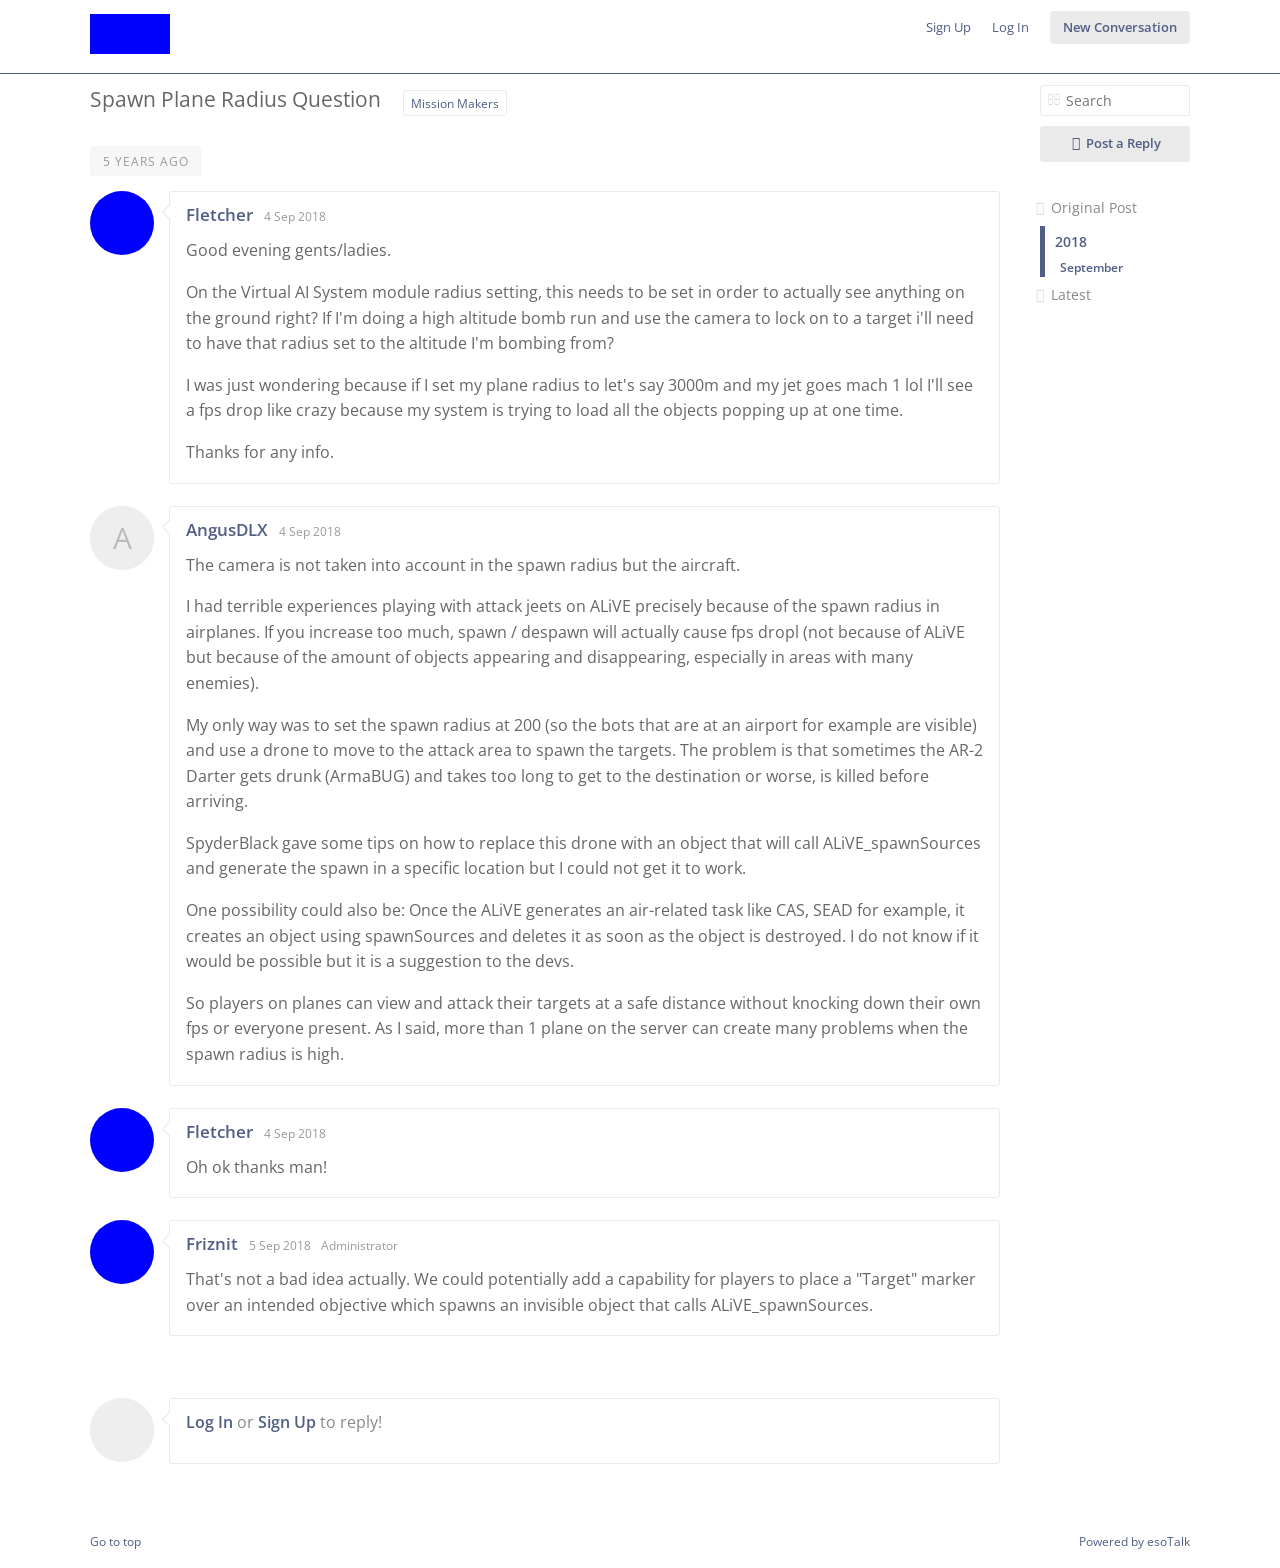 Sign Up
Log In
New Conversation
Spawn Plane Radius Question
Mission Makers
Search
Post a Reply
5 YEARS AGO
Original Post
2018
September
Latest
Fletcher 4 Sep 2018
Good evening gents/ladies.
On the Virtual AI System module radius setting, this needs to be set in order to actually see anything on
the ground right? If I'm doing a high altitude bomb run and use the camera to lock on to a target i'll need
to have that radius set to the altitude I'm bombing from?
I was just wondering because if I set my plane radius to let's say 3000m and my jet goes mach 1 lol I'll see
a fps drop like crazy because my system is trying to load all the objects popping up at one time.
Thanks for any info.
A
AngusDLX 4 Sep 2018
The camera is not taken into account in the spawn radius but the aircraft.
I had terrible experiences playing with attack jeets on ALiVE precisely because of the spawn radius in
airplanes. If you increase too much, spawn / despawn will actually cause fps dropl (not because of ALiVE
but because of the amount of objects appearing and disappearing, especially in areas with many
enemies).
My only way was to set the spawn radius at 200 (so the bots that are at an airport for example are visible)
and use a drone to move to the attack area to spawn the targets. The problem is that sometimes the AR-2
Darter gets drunk (ArmaBUG) and takes too long to get to the destination or worse, is killed before
arriving.
SpyderBlack gave some tips on how to replace this drone with an object that will call ALiVE_spawnSources
and generate the spawn in a specific location but I could not get it to work.
One possibility could also be: Once the ALiVE generates an air-related task like CAS, SEAD for example, it
creates an object using spawnSources and deletes it as soon as the object is destroyed. I do not know if it
would be possible but it is a suggestion to the devs.
So players on planes can view and attack their targets at a safe distance without knocking down their own
fps or everyone present. As I said, more than 1 plane on the server can create many problems when the
spawn radius is high.
Fletcher 4 Sep 2018
Oh ok thanks man!
Friznit 5 Sep 2018 Administrator
That's not a bad idea actually. We could potentially add a capability for players to place a "Target" marker
over an intended objective which spawns an invisible object that calls ALiVE_spawnSources.
Log In or Sign Up to reply!
Go to top
Powered by esoTalk